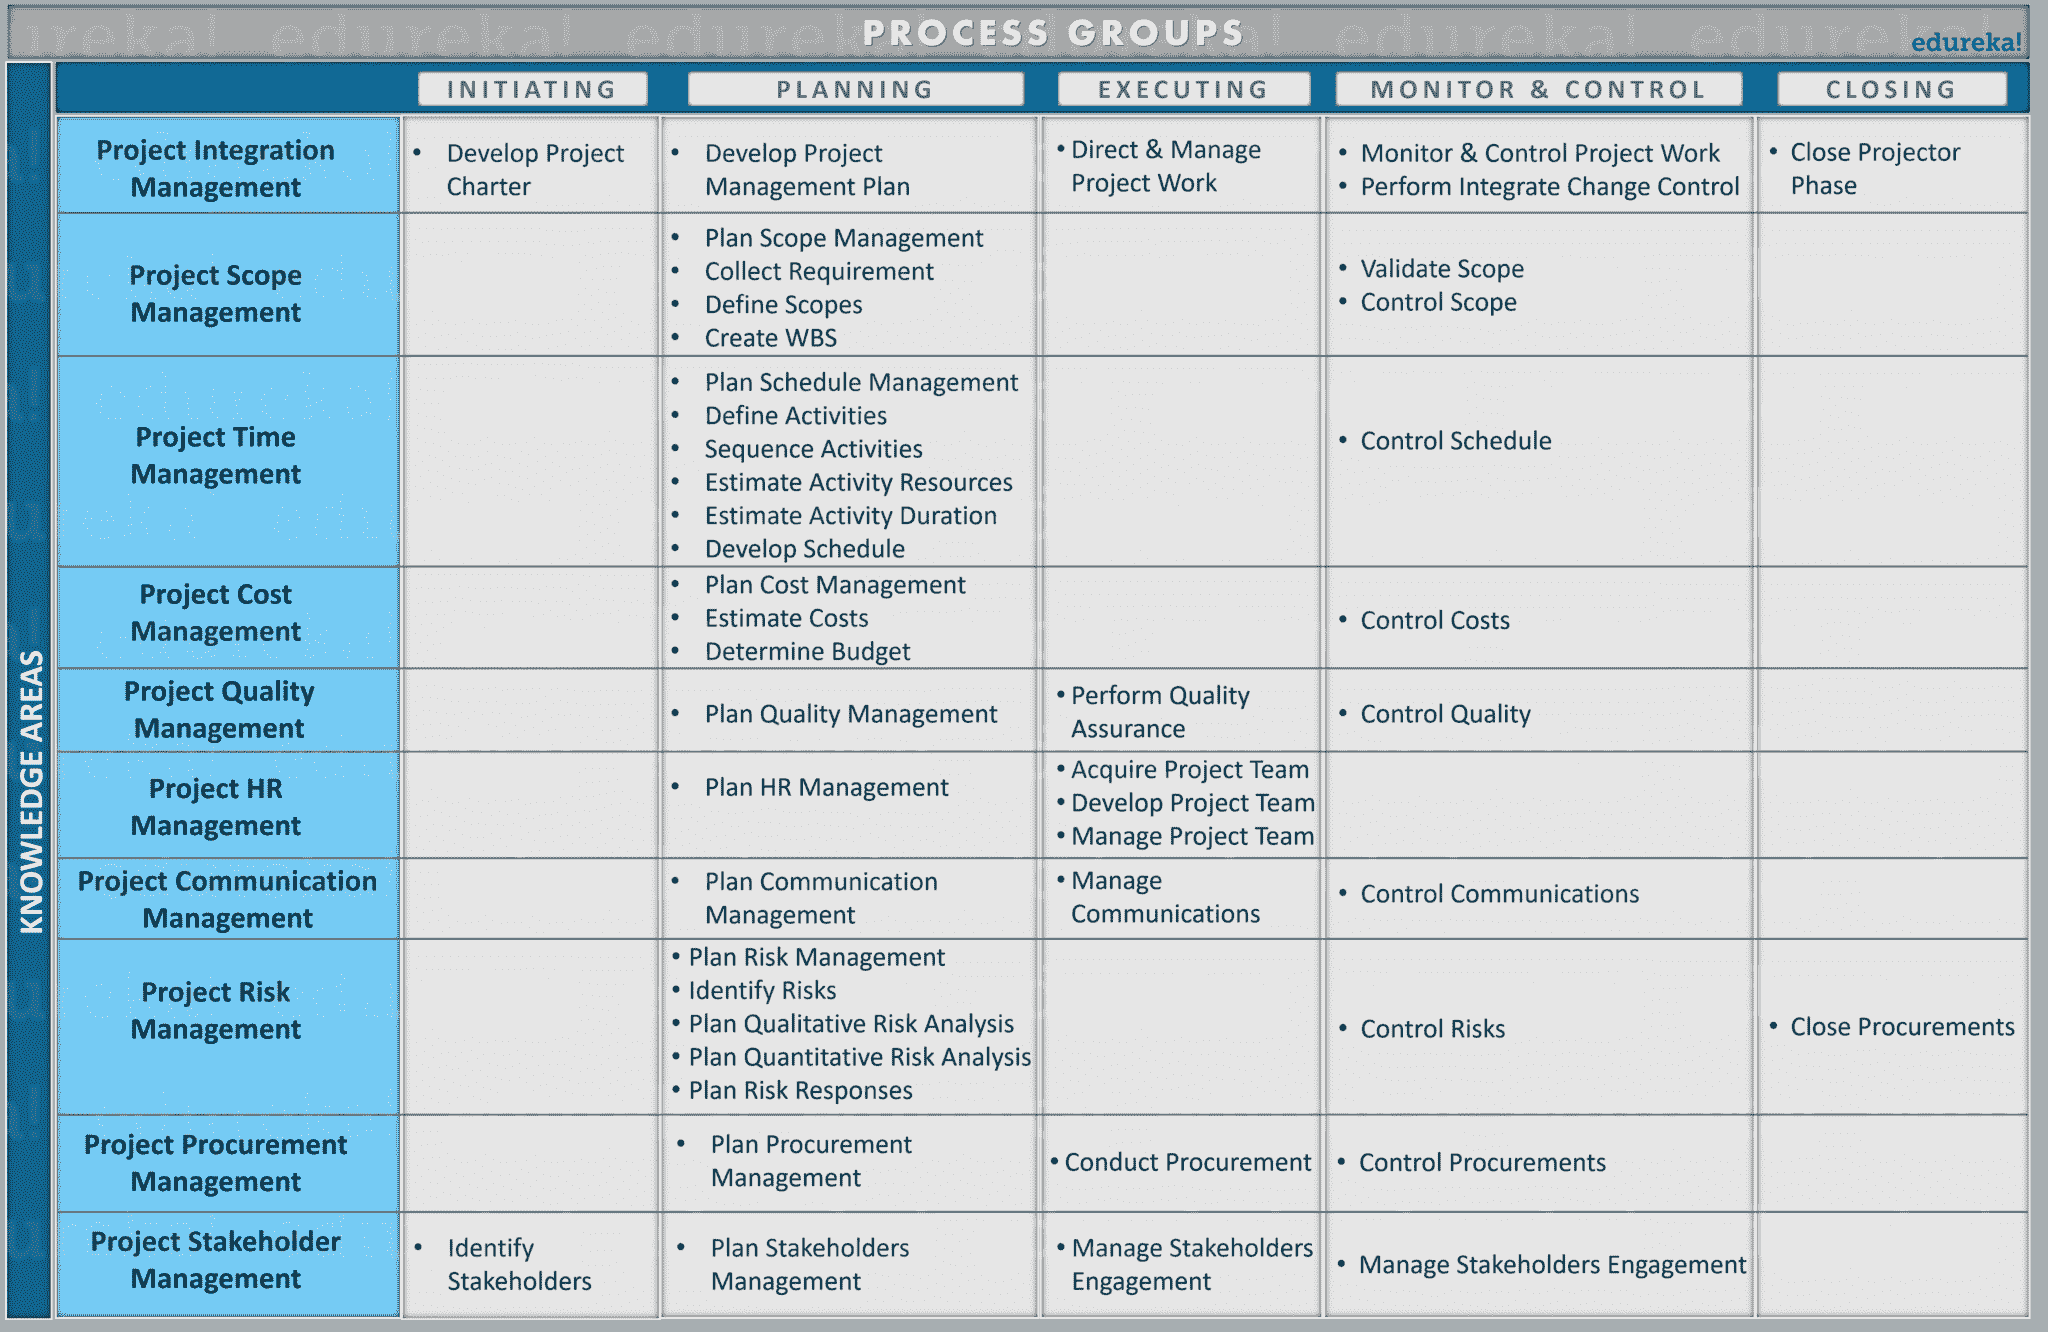 PROCESS GROUPS
edureka!
INITIATING
PLANNING
EXECUTING
MONITOR & CONTROL
CLOSING
KNOWLEDGE AREAS
Project Integration
Management
• Develop Project
Charter
• Develop Project
Management Plan
• Direct & Manage
Project Work
• Monitor & Control Project Work
• Perform Integrate Change Control
• Close Projector
Phase
Project Scope
Management
• Plan Scope Management
• Collect Requirement
• Define Scopes
• Create WBS
• Validate Scope
• Control Scope
Project Time
Management
• Plan Schedule Management
• Define Activities
• Sequence Activities
• Estimate Activity Resources
• Estimate Activity Duration
• Develop Schedule
• Control Schedule
Project Cost
Management
• Plan Cost Management
• Estimate Costs
• Determine Budget
• Control Costs
Project Quality
Management
• Plan Quality Management
• Perform Quality
Assurance
• Control Quality
Project HR
Management
• Plan HR Management
• Acquire Project Team
• Develop Project Team
• Manage Project Team
Project Communication
Management
• Plan Communication
Management
• Manage
Communications
• Control Communications
Project Risk
Management
• Plan Risk Management
• Identify Risks
• Plan Qualitative Risk Analysis
• Plan Quantitative Risk Analysis
• Plan Risk Responses
• Control Risks
• Close Procurements
Project Procurement
Management
• Plan Procurement
Management
• Conduct Procurement
• Control Procurements
Project Stakeholder
Management
• Identify
Stakeholders
• Plan Stakeholders
Management
• Manage Stakeholders
Engagement
• Manage Stakeholders Engagement